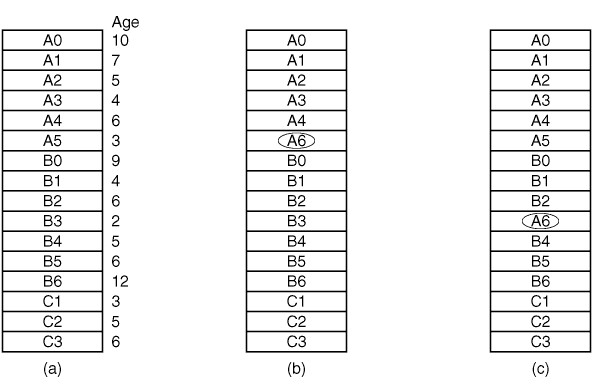 Age
A0 10 A0 A0
A1 7 A1 A1
A2 5 A2 A2
A3 4 A3 A3
A4 6 A4 A4
A5 3 A6 A5
B0 9 B0 B0
B1 4 B1 B1
B2 6 B2 B2
B3 2 B3 A6
B4 5 B4 B4
B5 6 B5 B5
B6 12 B6 B6
C1 3 C1 C1
C2 5 C2 C2
C3 6 C3 C3
(a) (b) (c)